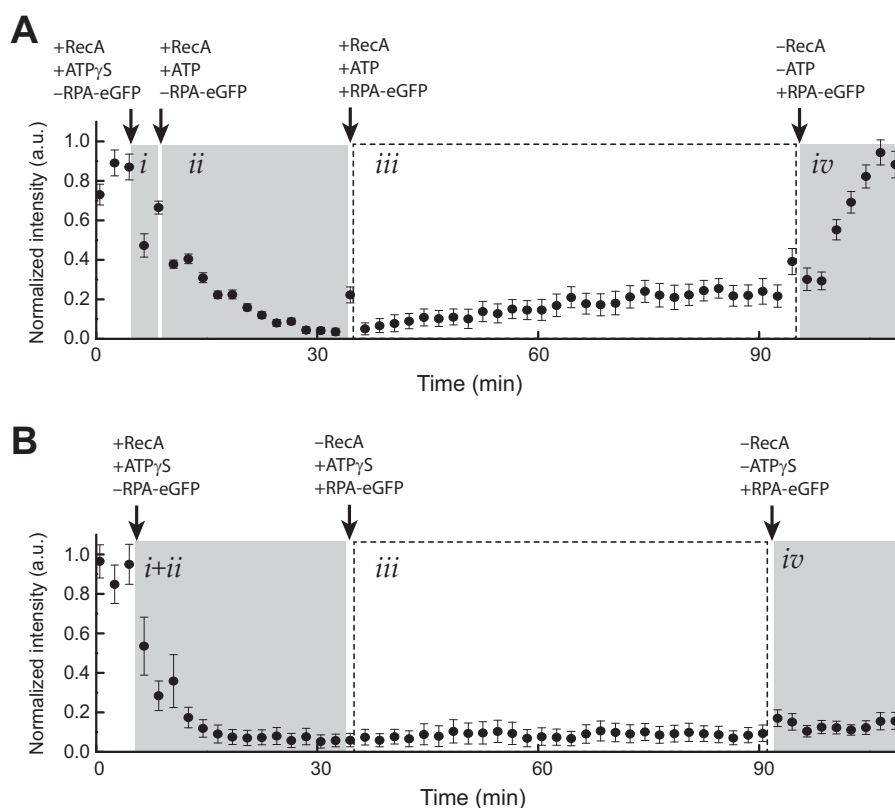 A
+RecA
+ATPγS
–RPA-eGFP
+RecA
+ATP
–RPA-eGFP
+RecA
+ATP
+RPA-eGFP
–RecA
–ATP
+RPA-eGFP
Normalized intensity (a.u.)
1.0
0.8
0.6
0.4
0.2
0.0
i
ii
iii
iv
0
30
60
90
Time (min)
B
+RecA
+ATPγS
–RPA-eGFP
–RecA
+ATPγS
+RPA-eGFP
–RecA
–ATPγS
+RPA-eGFP
Normalized intensity (a.u.)
1.0
0.8
0.6
0.4
0.2
0.0
i+ii
iii
iv
0
30
60
90
Time (min)